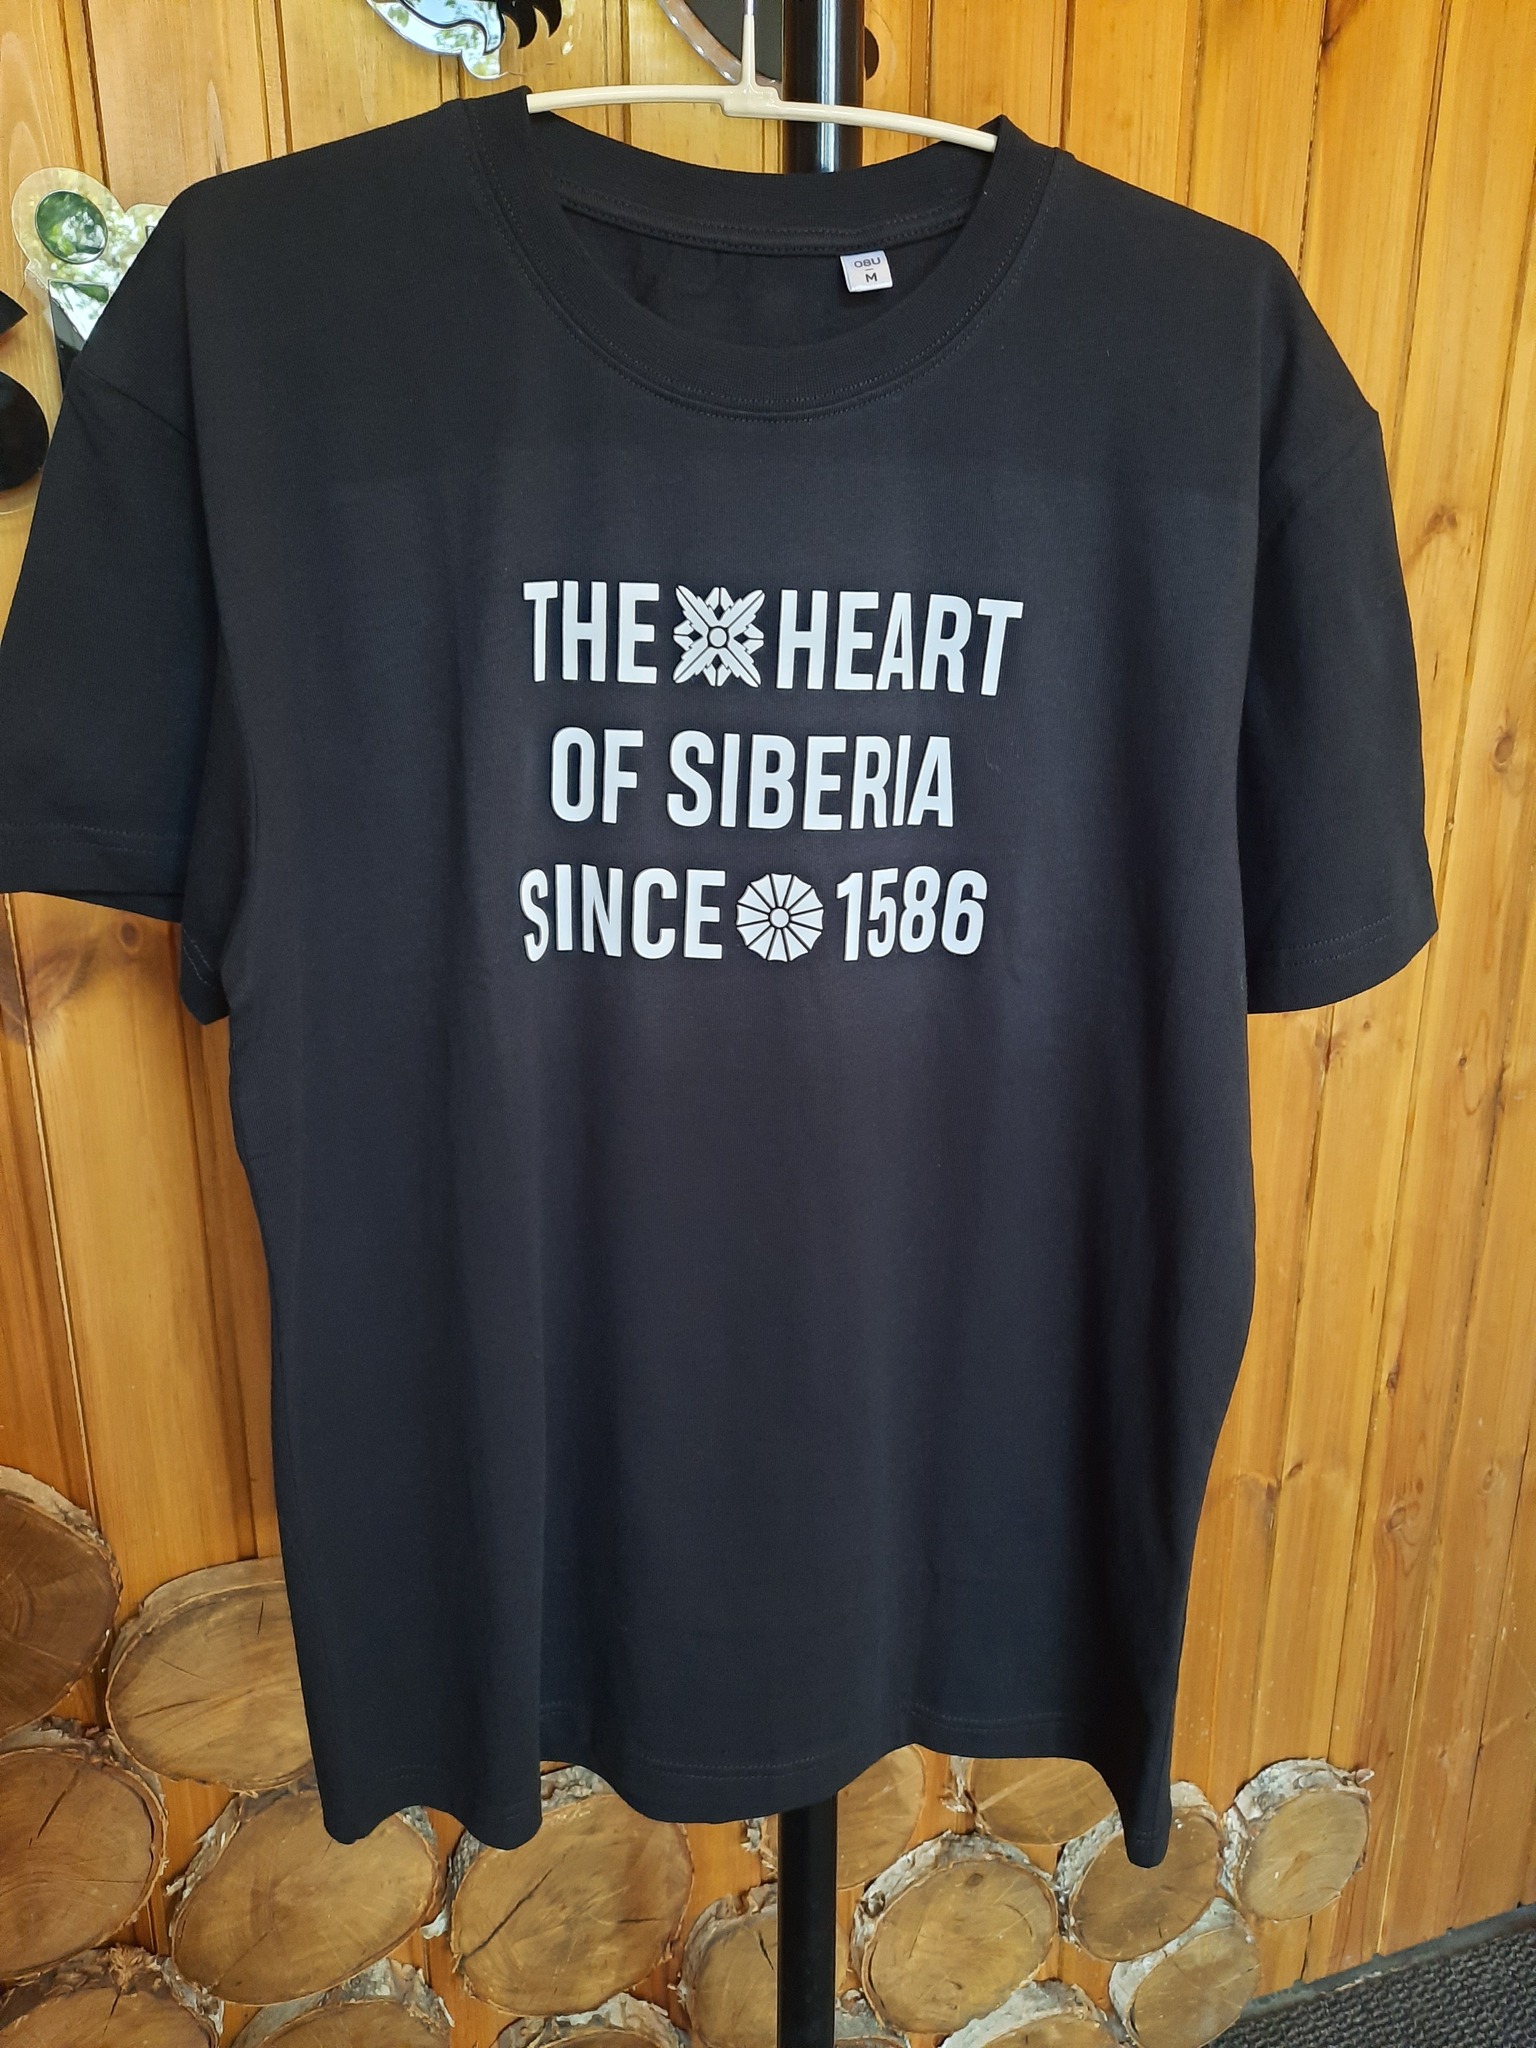 OBU
M
THE HEART
OF SIBERIA
SINCE 1586